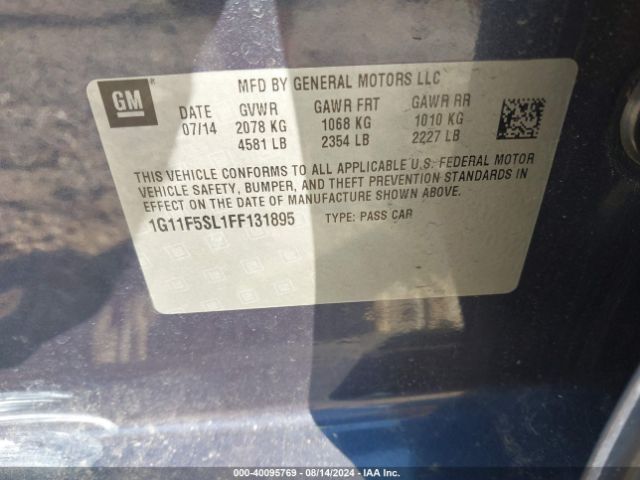 GM®
MFD BY GENERAL MOTORS LLC
DATE GVWR GAWR FRT GAWR RR
07/14 2078 KG 1068 KG 1010 KG
4581 LB 2354 LB 2227 LB
THIS VEHICLE CONFORMS TO ALL APPLICABLE U.S. FEDERAL MOTOR
VEHICLE SAFETY, BUMPER, AND THEFT PREVENTION STANDARDS IN
EFFECT ON THE DATE OF MANUFACTURE SHOWN ABOVE.
1G11F5SL1FF131895 TYPE: PASS CAR
000-40095769 - 08/14/2024 - IAA Inc.